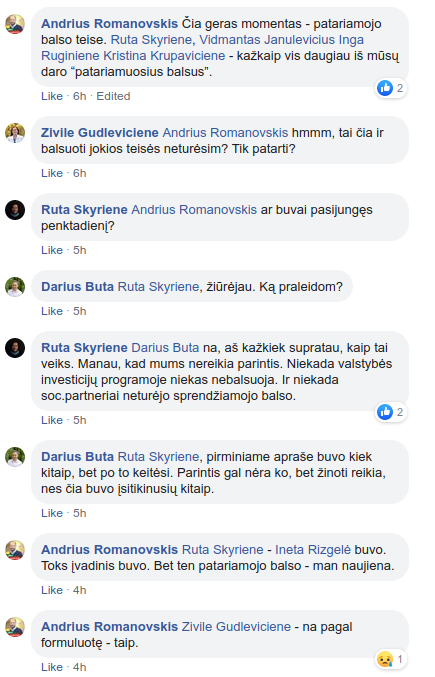 Andrius Romanovskis Čia geras momentas - patariamojo
balso teise. Ruta Skyriene, Vidmantas Janulevicius Inga
Ruginiene Kristina Krupaviciene - kažkaip vis daugiau iš mūsų
daro “patariamuosius balsus”.
2
Like · 6h · Edited
Zivile Gudleviciene Andrius Romanovskis hmmm, tai čia ir
balsuoti jokios teisės neturėsim? Tik patarti?
Like · 6h
Ruta Skyriene Andrius Romanovskis ar buvai pasijungęs
penktadienį?
Like · 5h
Darius Buta Ruta Skyriene, žiūrėjau. Ką praleidom?
Like · 5h
Ruta Skyriene Darius Buta na, aš kažkiek supratau, kaip tai
veiks. Manau, kad mums nereikia parintis. Niekada valstybės
investicijų programoje niekas nebalsuoja. Ir niekada
soc.partneriai neturėjo sprendžiamojo balso.
2
Like · 5h
Darius Buta Ruta Skyriene, pirminiame apraše buvo kiek
kitaip, bet po to keitėsi. Parintis gal nėra ko, bet žinoti reikia,
nes čia buvo įsitikinusių kitaip.
Like · 5h
Andrius Romanovskis Ruta Skyriene - Ineta Rizgelė buvo.
Toks įvadinis buvo. Bet ten patariamojo balso - man naujiena.
Like · 4h
Andrius Romanovskis Zivile Gudleviciene - na pagal
formuluotę - taip.
1
Like · 4h